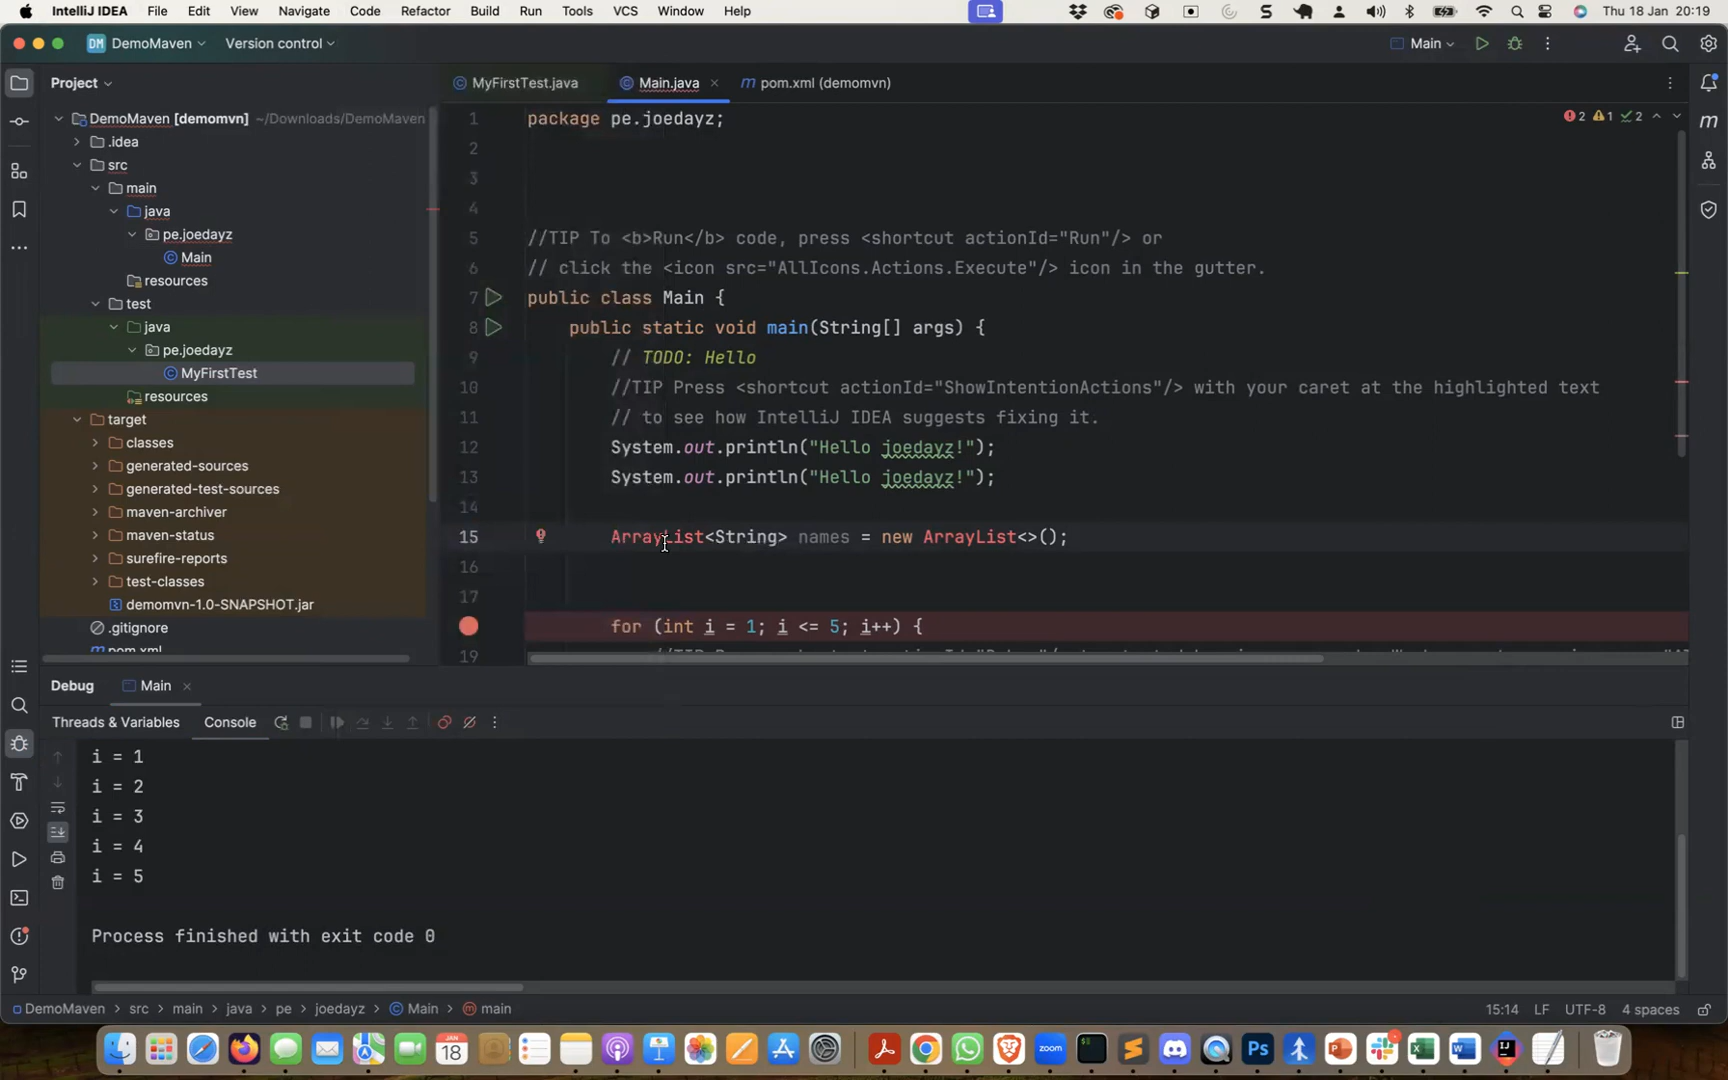 IntelliJ IDEA File Edit View Navigate Code Refactor Build Run Tools VCS Window Help Thu 18 Jan 20:19
DM DemoMaven Version control Main
Project MyFirstTest.java Main.java pom.xml (demomvn)
DemoMaven [demomvn] ~/Downloads/DemoMaven
.idea
src
main
java
pe.joedayz
Main
resources
test
java
pe.joedayz
MyFirstTest
resources
target
classes
generated-sources
generated-test-sources
maven-archiver
maven-status
surefire-reports
test-classes
demomvn-1.0-SNAPSHOT.jar
.gitignore
pom.xml
2 1 2
1 package pe.joedayz;
2
3
4
5 //TIP To <b>Run</b> code, press <shortcut actionId="Run"/> or
6 // click the <icon src="AllIcons.Actions.Execute"/> icon in the gutter.
7 public class Main {
8 public static void main(String[] args) {
9 // TODO: Hello
10 //TIP Press <shortcut actionId="ShowIntentionActions"/> with your caret at the highlighted text
11 // to see how IntelliJ IDEA suggests fixing it.
12 System.out.println("Hello joedayz!");
13 System.out.println("Hello joedayz!");
14
15 ArrayList<String> names = new ArrayList<>();
16
17
for (int i = 1; i <= 5; i++) {
19
Debug Main
Threads & Variables Console
i = 1
i = 2
i = 3
i = 4
i = 5
Process finished with exit code 0
DemoMaven > src > main > java > pe > joedayz > Main > main 15:14 LF UTF-8 4 spaces
JAN
18
zoom
Ps